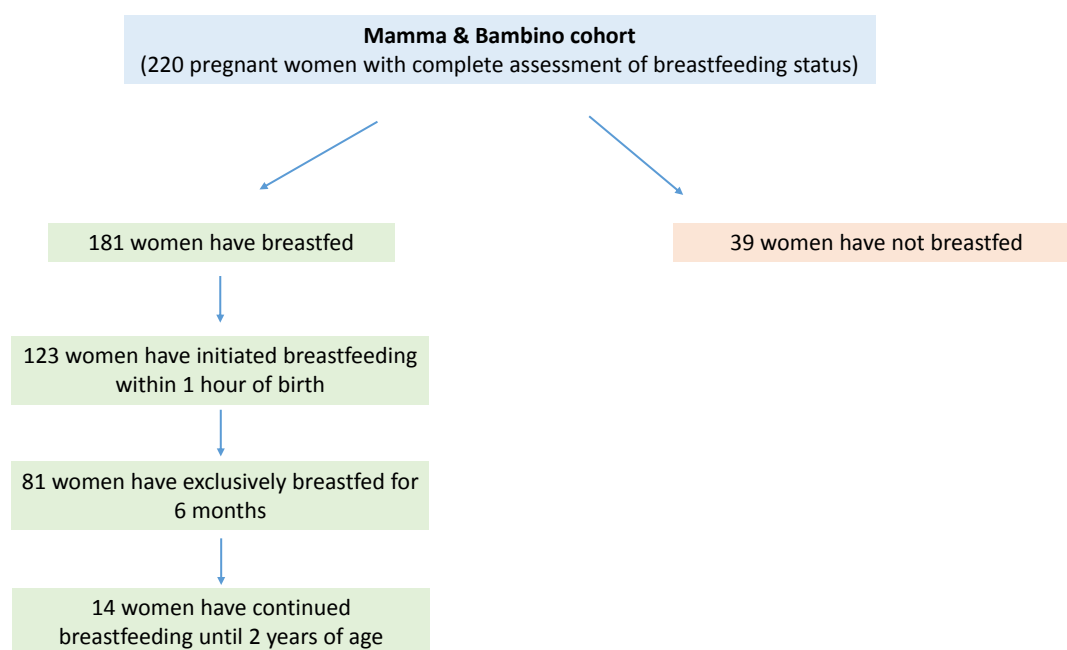 Mamma & Bambino cohort
(220 pregnant women with complete assessment of breastfeeding status)
181 women have breastfed
39 women have not breastfed
123 women have initiated breastfeeding
within 1 hour of birth
81 women have exclusively breastfed for
6 months
14 women have continued
breastfeeding until 2 years of age